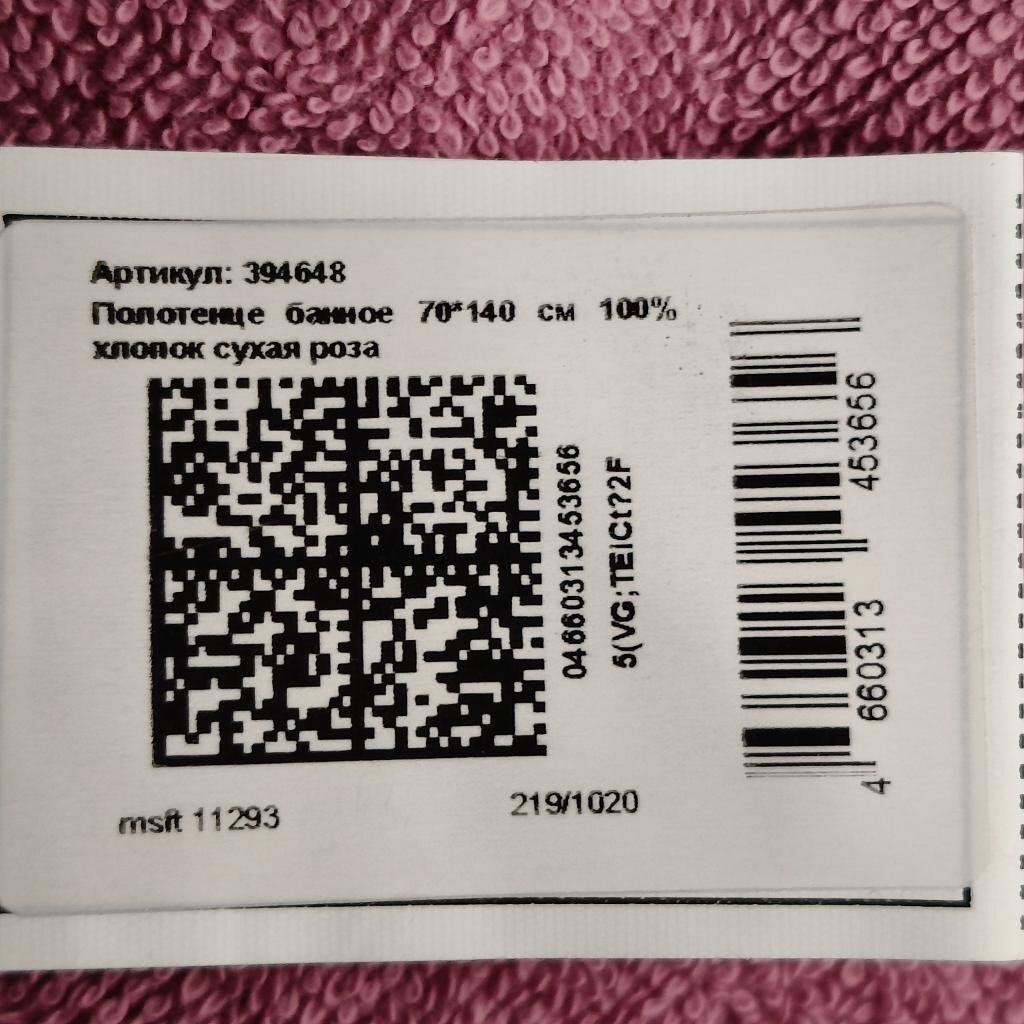 Артикул: 394648
Полотенце банное 70*140 см 100%
хлопок сухая роза
04660313453656
5(VG;TEICt?2F
4 660313 453656
msft 11293
219/1020